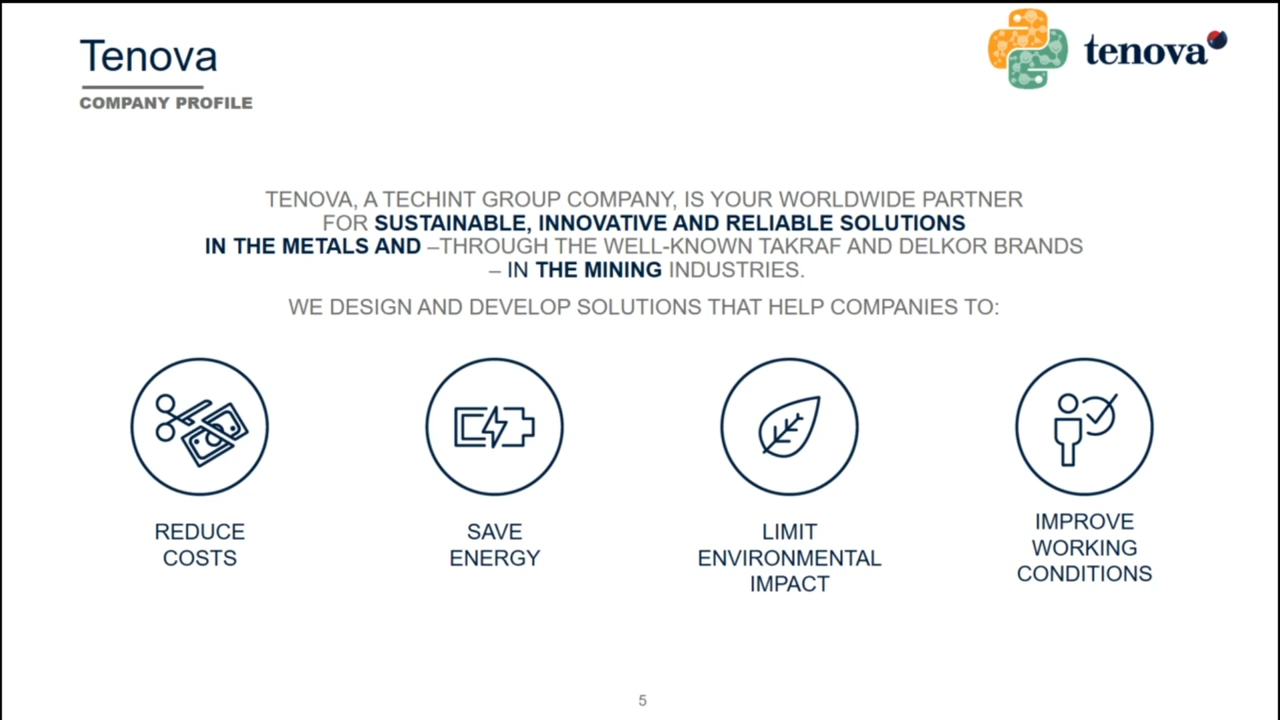 Tenova
COMPANY PROFILE
tenova
TENOVA, A TECHINT GROUP COMPANY, IS YOUR WORLDWIDE PARTNER
FOR SUSTAINABLE, INNOVATIVE AND RELIABLE SOLUTIONS
IN THE METALS AND –THROUGH THE WELL-KNOWN TAKRAF AND DELKOR BRANDS
– IN THE MINING INDUSTRIES.
WE DESIGN AND DEVELOP SOLUTIONS THAT HELP COMPANIES TO:
REDUCE
COSTS
SAVE
ENERGY
LIMIT
ENVIRONMENTAL
IMPACT
IMPROVE
WORKING
CONDITIONS
5